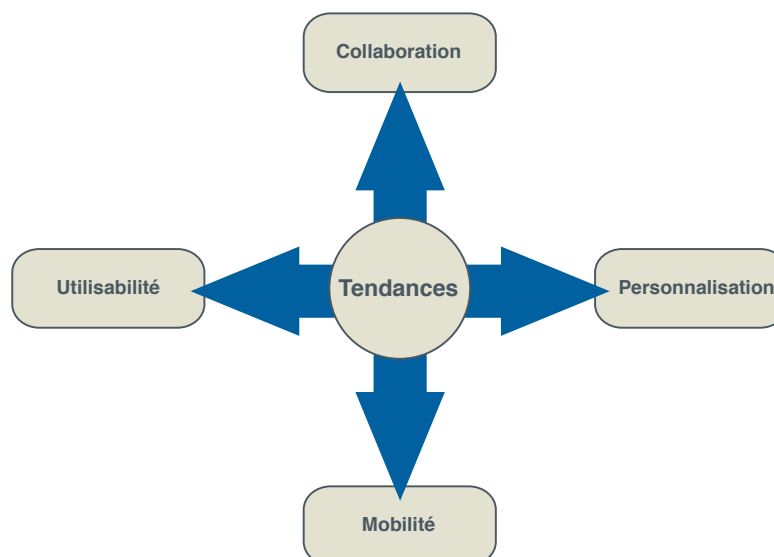 Collaboration
Utilisabilité
Tendances
Personnalisation
Mobilité